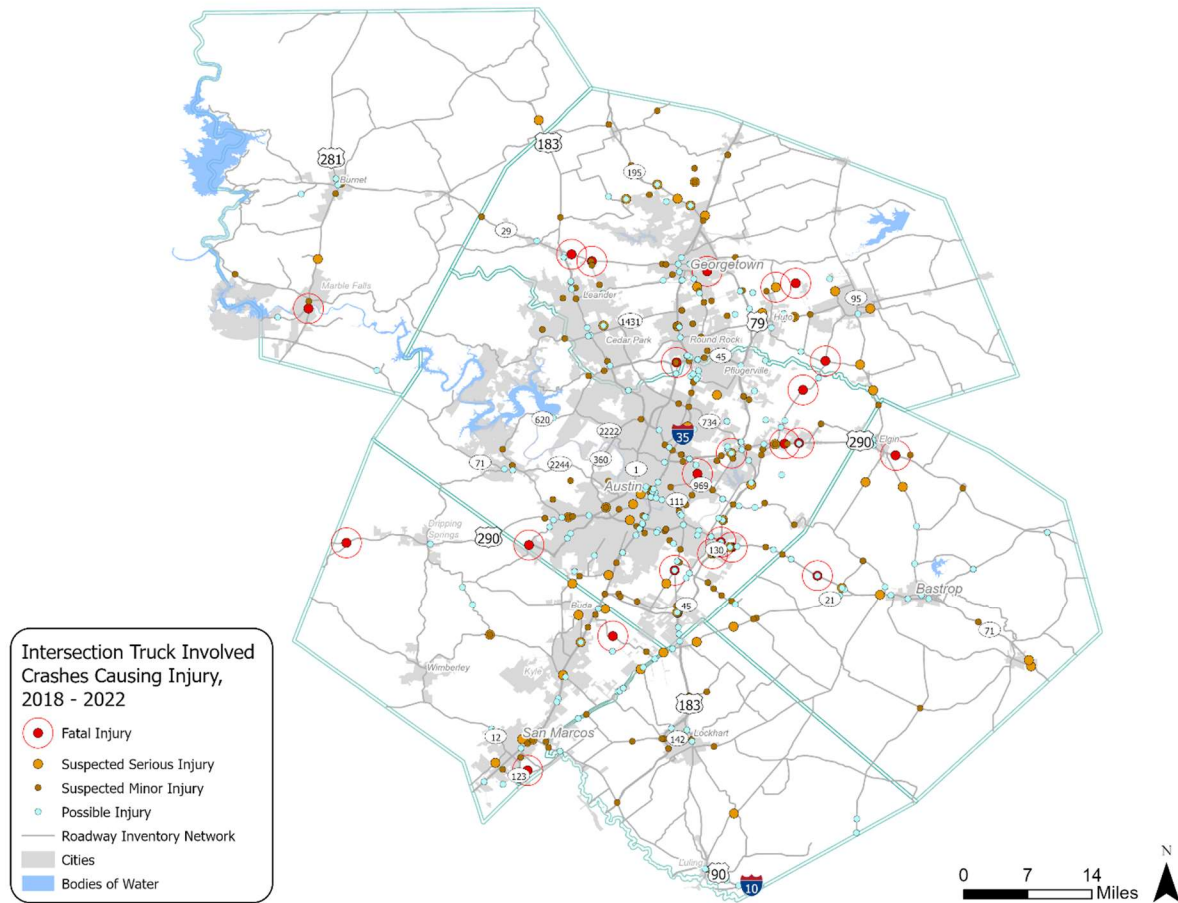 183
281
Burnet
195
29
Georgetown
Marble Falls
Leander
95
1431
79
Hutto
Cedar Park
Round Rock
45
Pflugerville
620
2222
35
734
290
Elgin
71
2244
360
1
969
Austin
111
Dripping
Springs
290
130
21
Bastrop
Buda
45
71
Wimberley
Kyle
183
12
San Marcos
142
Lockhart
123
Luling
90
10
Intersection Truck Involved
Crashes Causing Injury,
2018 - 2022
Fatal Injury
Suspected Serious Injury
Suspected Minor Injury
Possible Injury
Roadway Inventory Network
Cities
Bodies of Water
0 7 14
Miles
N